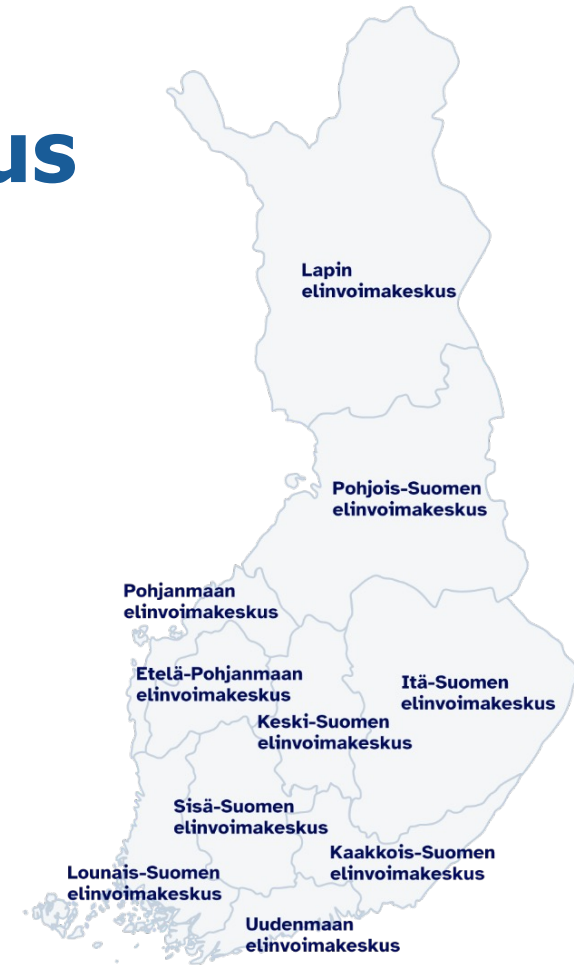 us
Lapin
elinvoimakeskus
Pohjois-Suomen
elinvoimakeskus
Pohjanmaan
elinvoimakeskus
Etelä-Pohjanmaan
elinvoimakeskus
Itä-Suomen
elinvoimakeskus
Keski-Suomen
elinvoimakeskus
Sisä-Suomen
elinvoimakeskus
Kaakkois-Suomen
elinvoimakeskus
Lounais-Suomen
elinvoimakeskus
Uudenmaan
elinvoimakeskus